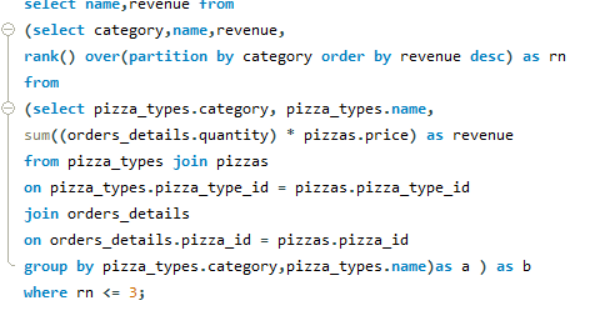 select name,revenue from
(select category,name,revenue,
rank() over(partition by category order by revenue desc) as rn
from
(select pizza_types.category, pizza_types.name,
sum((orders_details.quantity) * pizzas.price) as revenue
from pizza_types join pizzas
on pizza_types.pizza_type_id = pizzas.pizza_type_id
join orders_details
on orders_details.pizza_id = pizzas.pizza_id
group by pizza_types.category,pizza_types.name)as a ) as b
where rn <= 3;